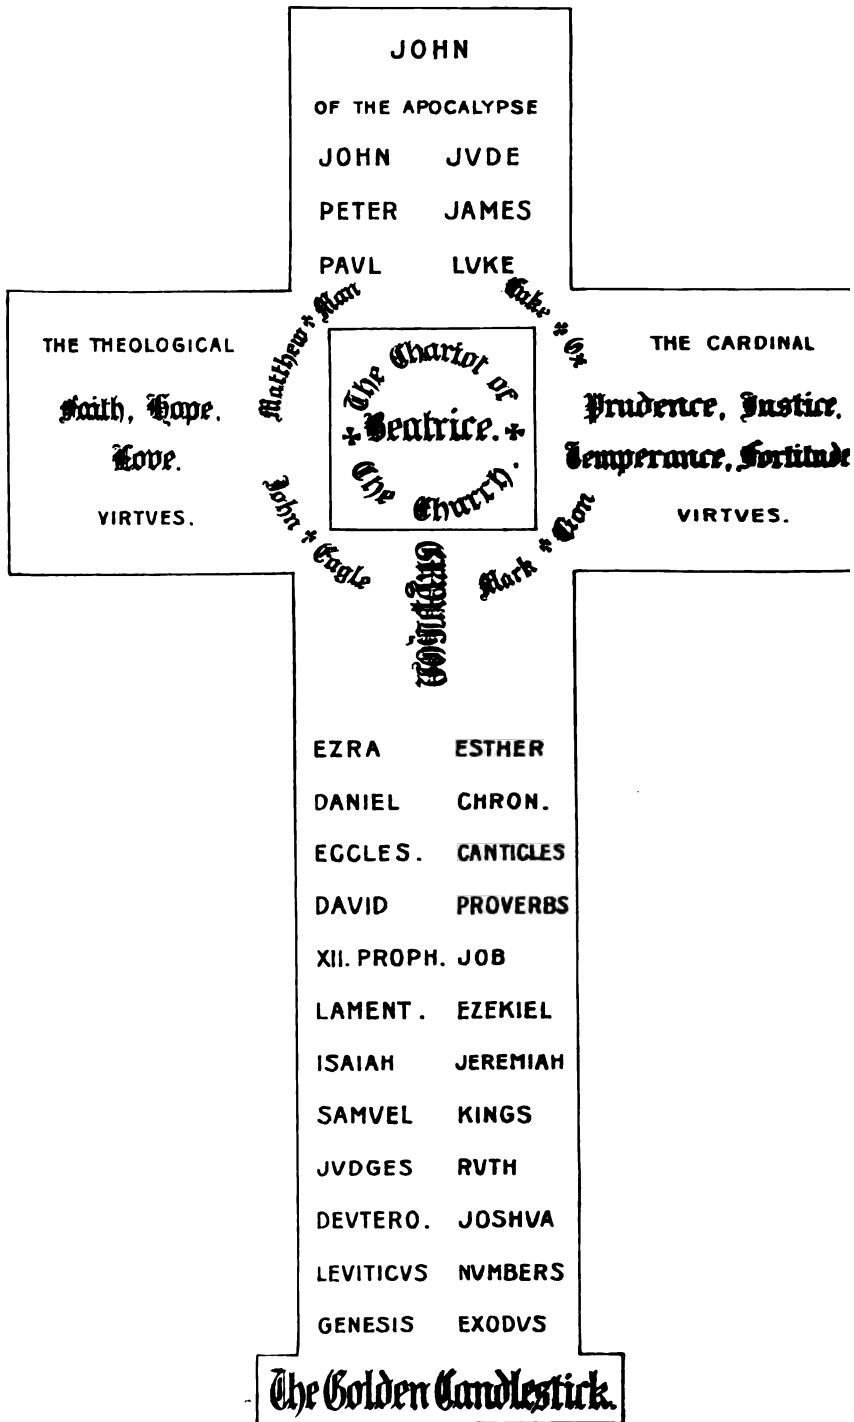 JOHN
OF THE APOCALYPSE
JOHN JVDE
PETER JAMES
PAVL LVKE
Matthew + Man
Luke + Ox
THE THEOLOGICAL
Faith, Hope,
Love.
VIRTVES.
+ The Chariot of
Beatrice. +
The Church.
THE CARDINAL
Prudence, Justice,
Temperance, Fortitude
VIRTVES.
John + Eagle
Mark + Lion
EZRA ESTHER
DANIEL CHRON.
ECCLES. CANTICLES
DAVID PROVERBS
XII. PROPH. JOB
LAMENT. EZEKIEL
ISAIAH JEREMIAH
SAMVEL KINGS
JVDGES RVTH
DEVTERO. JOSHVA
LEVITICVS NVMBERS
GENESIS EXODVS
The Golden Candlestick.